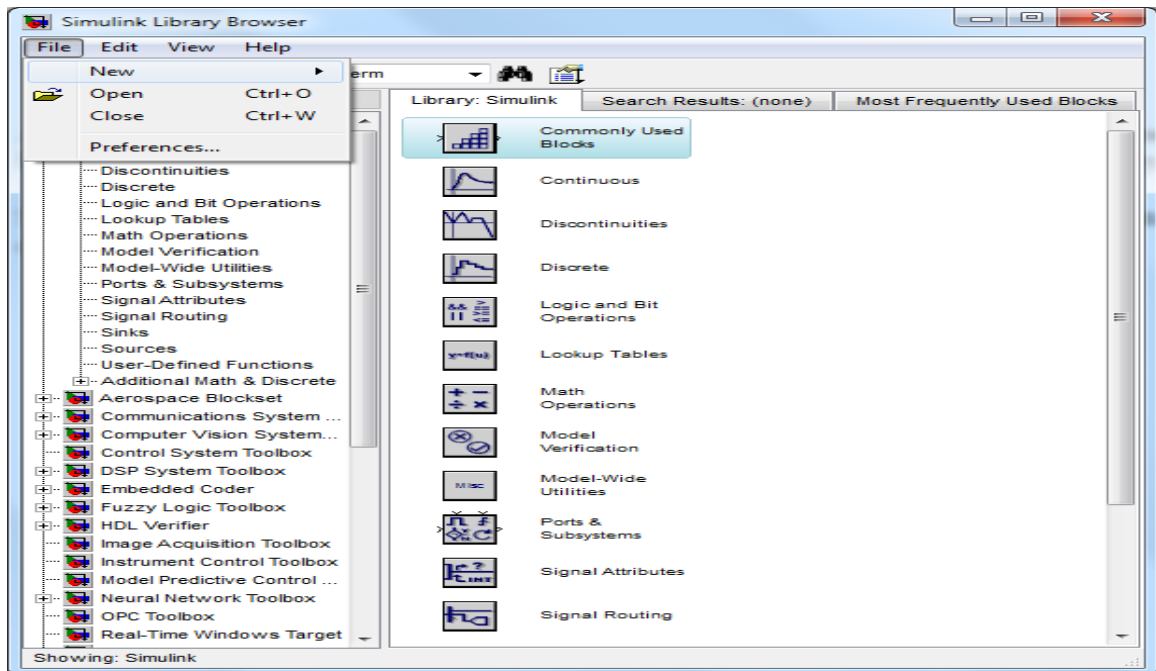 Simulink Library Browser
File Edit View Help
New
Open Ctrl+O
Close Ctrl+W
Preferences...
erm
Library: Simulink Search Results: (none) Most Frequently Used Blocks
Discontinuities
Discrete
Logic and Bit Operations
Lookup Tables
Math Operations
Model Verification
Model-Wide Utilities
Ports & Subsystems
Signal Attributes
Signal Routing
Sinks
Sources
User-Defined Functions
Additional Math & Discrete
Aerospace Blockset
Communications System ...
Computer Vision System...
Control System Toolbox
DSP System Toolbox
Embedded Coder
Fuzzy Logic Toolbox
HDL Verifier
Image Acquisition Toolbox
Instrument Control Toolbox
Model Predictive Control ...
Neural Network Toolbox
OPC Toolbox
Real-Time Windows Target
Commonly Used
Blocks
Continuous
Discontinuities
Discrete
Logic and Bit
Operations
y=f(u)
Lookup Tables
Math
Operations
Model
Verification
Misc
Model-Wide
Utilities
Ports &
Subsystems
Signal Attributes
Signal Routing
Showing: Simulink